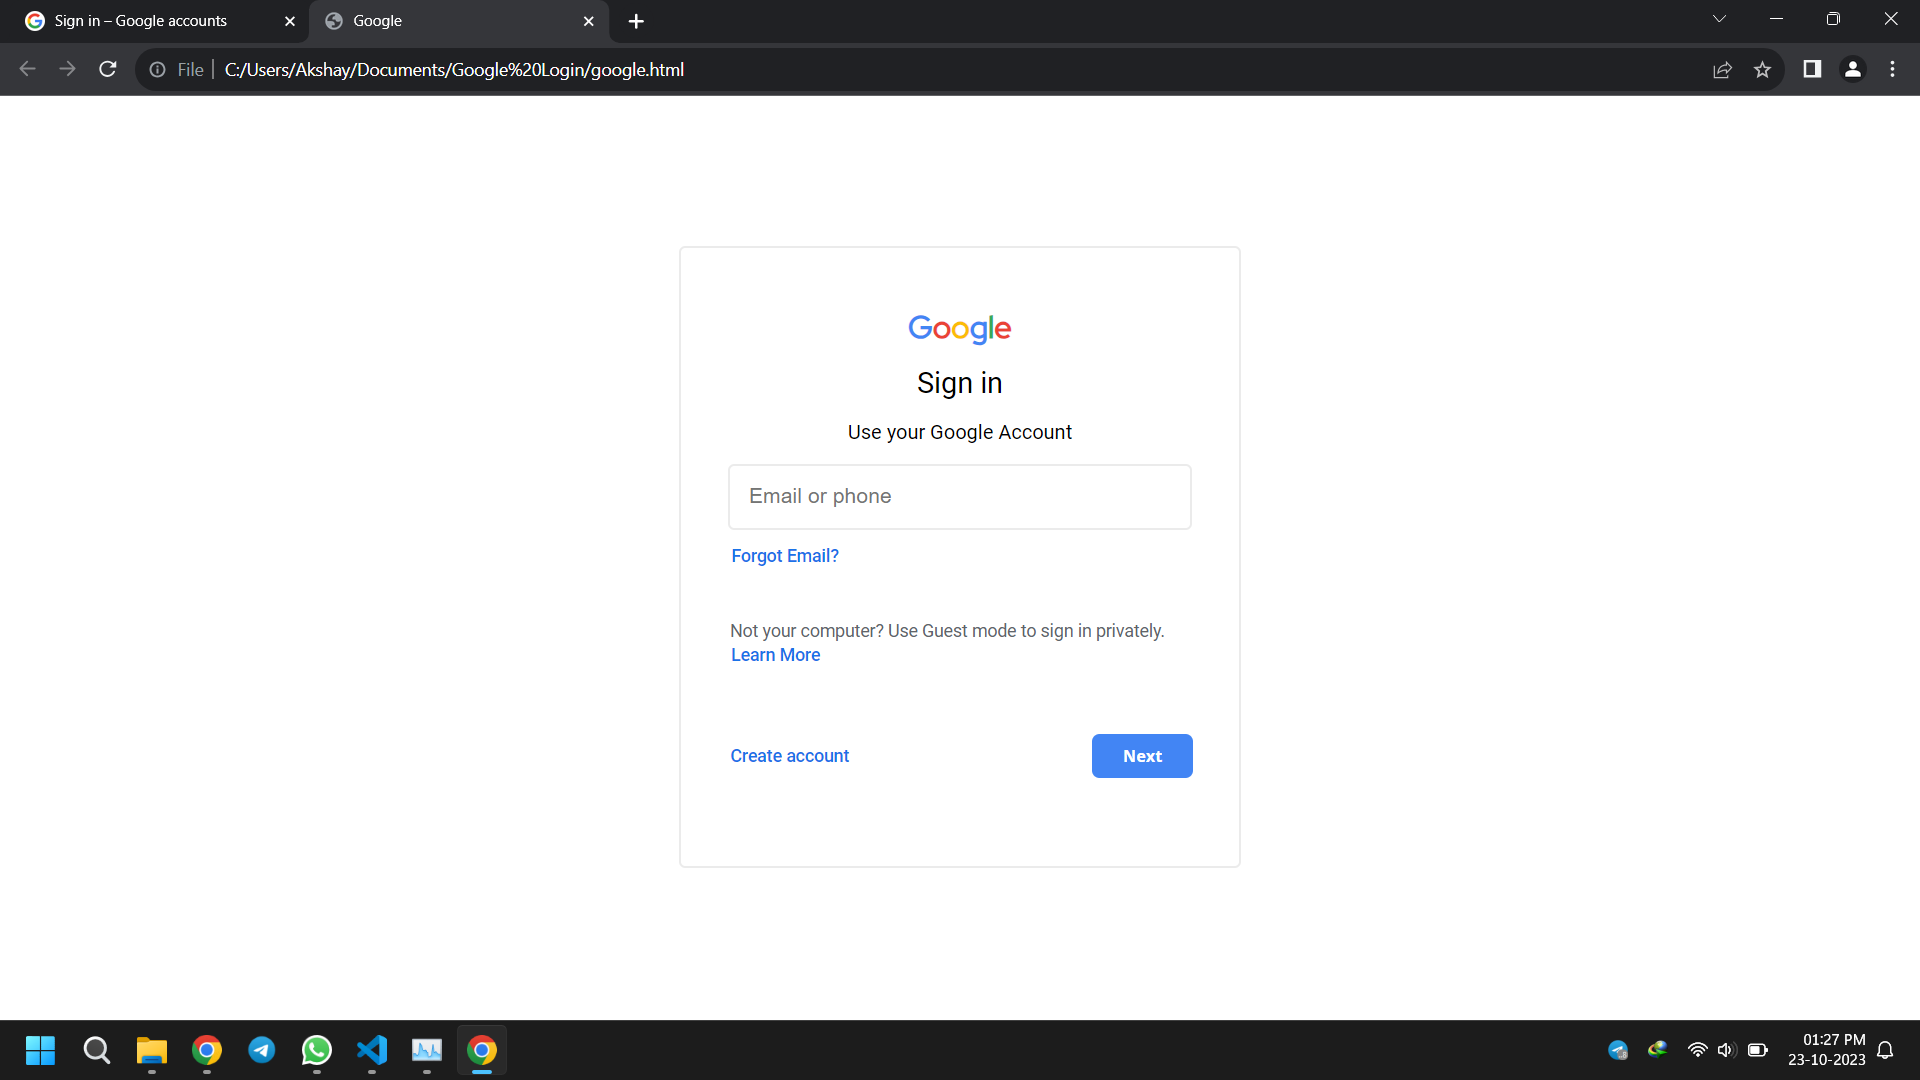 Sign in – Google accounts
Google
File
C:/Users/Akshay/Documents/Google%20Login/google.html
Google
Sign in
Use your Google Account
Email or phone
Forgot Email?
Not your computer? Use Guest mode to sign in privately.
Learn More
Create account
Next
01:27 PM
23-10-2023